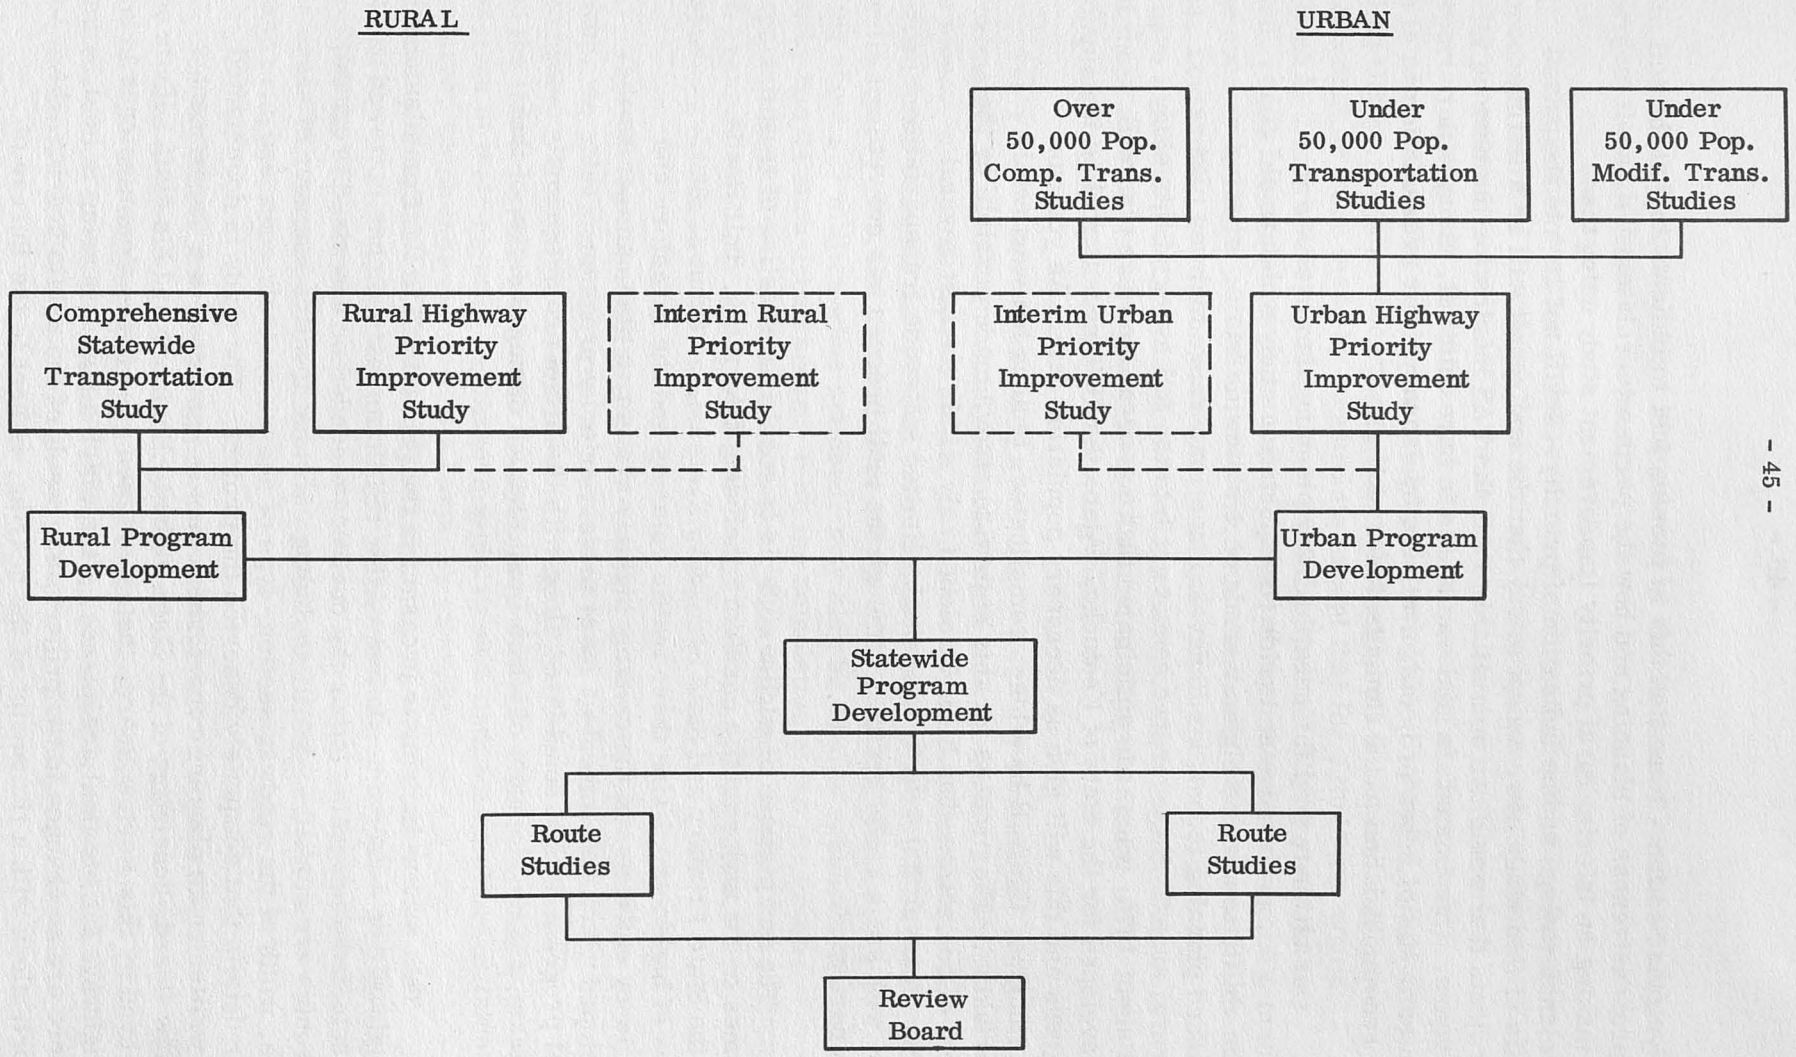 RURAL
URBAN
Over
50,000 Pop.
Comp. Trans.
Studies
Under
50,000 Pop.
Transportation
Studies
Under
50,000 Pop.
Modif. Trans.
Studies
Comprehensive
Statewide
Transportation
Study
Rural Highway
Priority
Improvement
Study
Interim Rural
Priority
Improvement
Study
Interim Urban
Priority
Improvement
Study
Urban Highway
Priority
Improvement
Study
- 45 -
Rural Program
Development
Urban Program
Development
Statewide
Program
Development
Route
Studies
Route
Studies
Review
Board